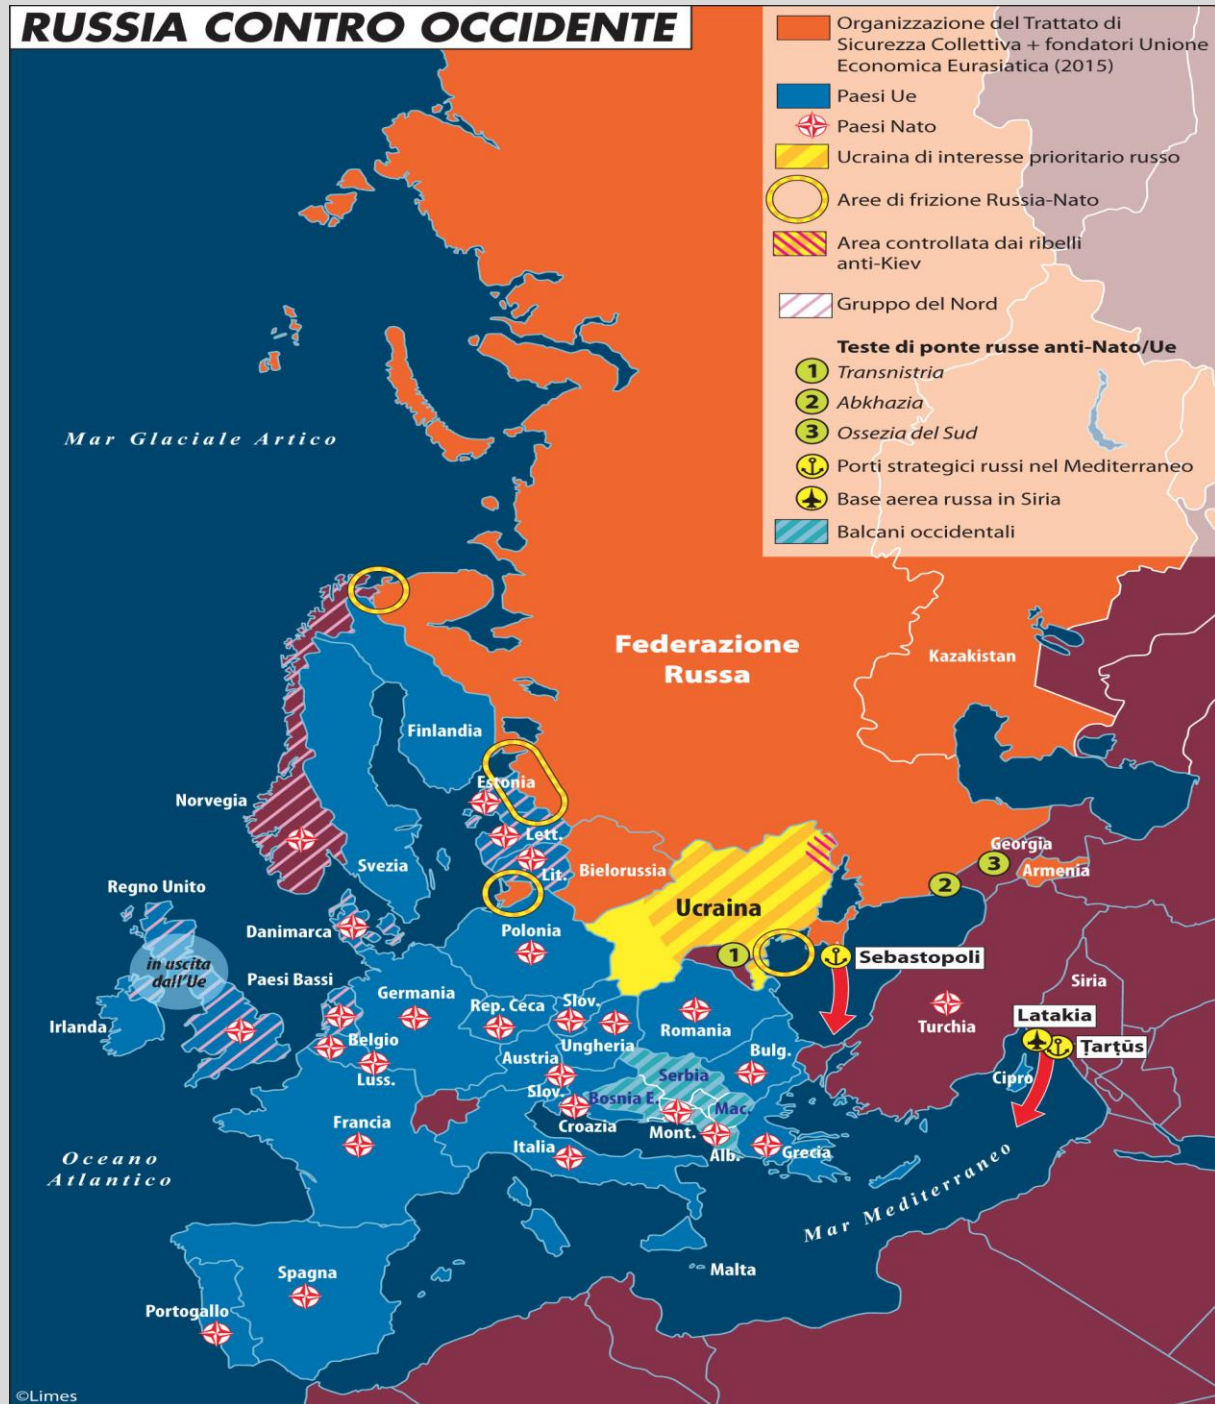 RUSSIA CONTRO OCCIDENTE
Organizzazione del Trattato di
Sicurezza Collettiva + fondatori Unione
Economica Eurasiatica (2015)
Paesi Ue
Paesi Nato
Ucraina di interesse prioritario russo
Aree di frizione Russia-Nato
Area controllata dai ribelli
anti-Kiev
Gruppo del Nord
Teste di ponte russe anti-Nato/Ue
1 Transnistria
2 Abkhazia
3 Ossezia del Sud
Porti strategici russi nel Mediterraneo
Base aerea russa in Siria
Balcani occidentali
Mar Glaciale Artico
Federazione
Russa
Kazakistan
Finlandia
Estonia
Norvegia
Lett.
Svezia
Lit.
Bielorussia
Georgia
3
Armenia
2
Regno Unito
Danimarca
Polonia
Ucraina
1
Sebastopoli
in uscita
dall'Ue
Paesi Bassi
Germania
Rep. Ceca
Slov.
Siria
Irlanda
Belgio
Ungheria
Romania
Turchia
Latakia
Ṭarṭūs
Luss.
Austria
Bulg.
Serbia
Cipro
Slov.
Bosnia E.
Mac.
Francia
Croazia
Mont.
Italia
Alb.
Grecia
Oceano
Atlantico
Mar Mediterraneo
Malta
Spagna
Portogallo
©Limes